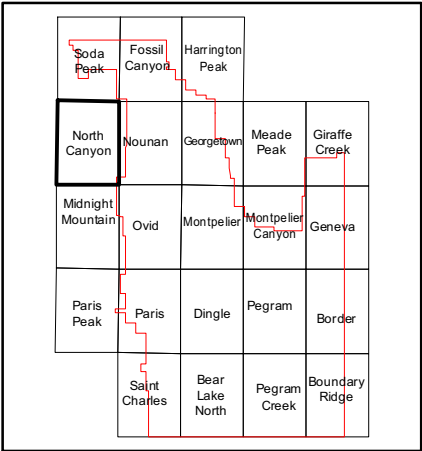 Soda
Peak
Fossil
Canyon
Harrington
Peak
North
Canyon
Nounan
Georgetown
Meade
Peak
Giraffe
Creek
Midnight
Mountain
Ovid
Montpelier
Montpelier
Canyon
Geneva
Paris
Peak
Paris
Dingle
Pegram
Border
Saint
Charles
Bear
Lake
North
Pegram
Creek
Boundary
Ridge